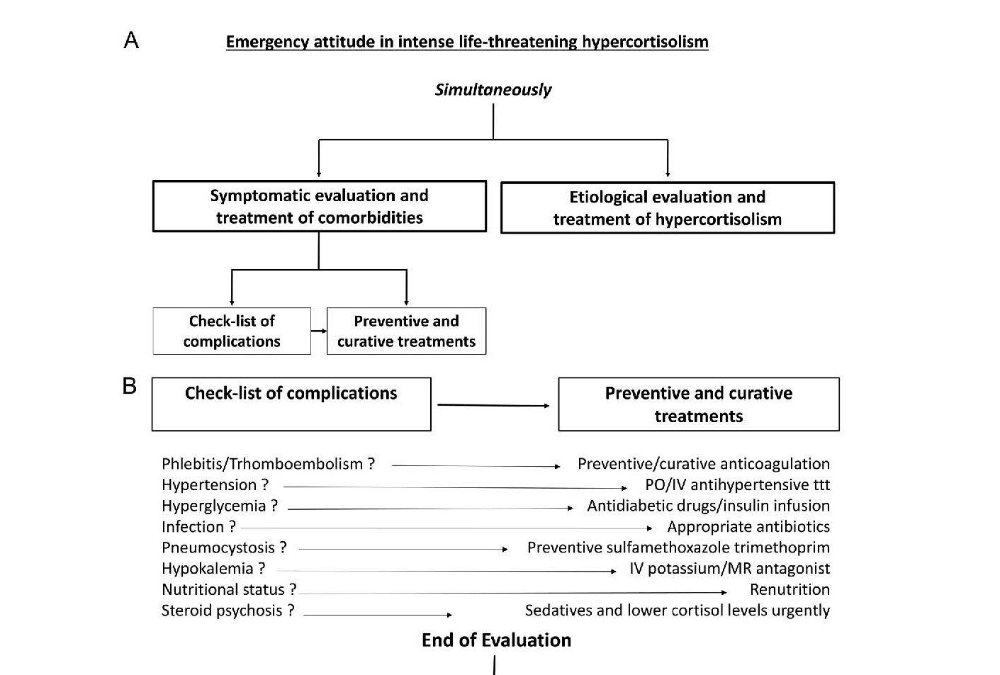 A
Emergency attitude in intense life-threatening hypercortisolism
Simultaneously
Symptomatic evaluation and
treatment of comorbidities
Etiological evaluation and
treatment of hypercortisolism
Check-list of
complications
Preventive and
curative treatments
B
Check-list of complications
Preventive and curative
treatments
Phlebitis/Trhomboembolism ? Preventive/curative anticoagulation
Hypertension ? PO/IV antihypertensive ttt
Hyperglycemia ? Antidiabetic drugs/insulin infusion
Infection ? Appropriate antibiotics
Pneumocystosis ? Preventive sulfamethoxazole trimethoprim
Hypokalemia ? IV potassium/MR antagonist
Nutritional status ? Renutrition
Steroid psychosis ? Sedatives and lower cortisol levels urgently
End of Evaluation